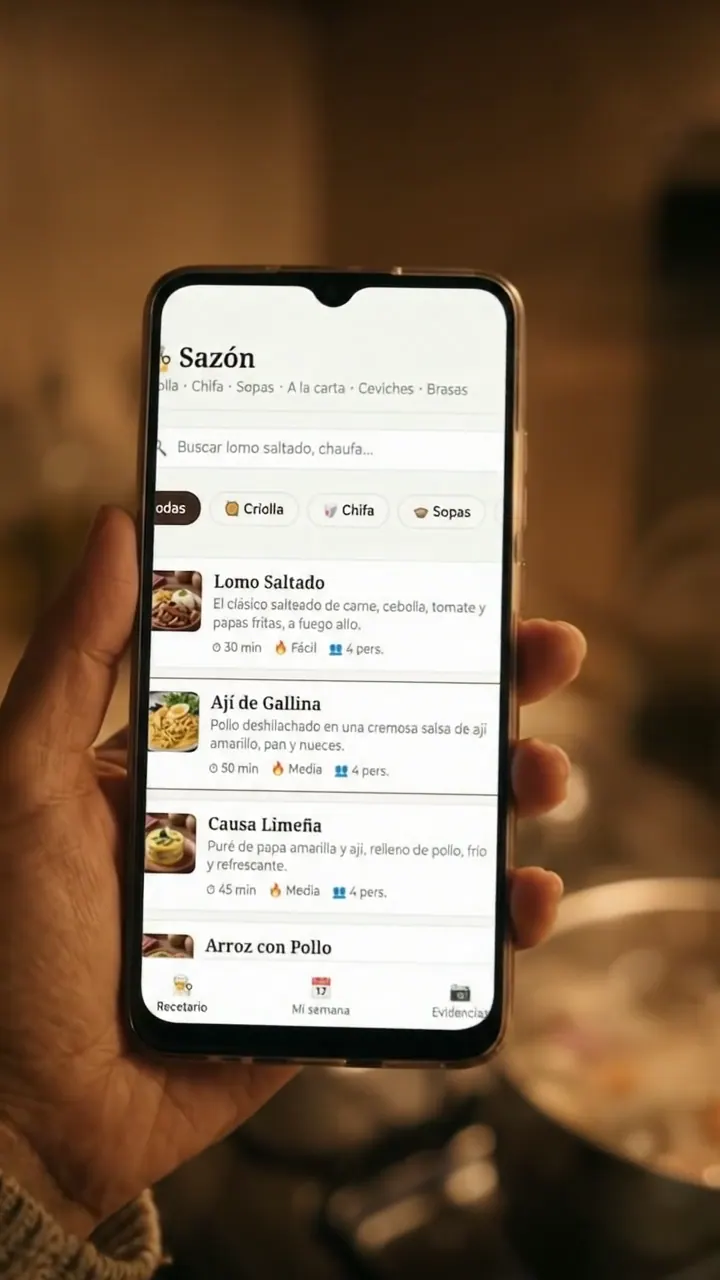 Sazón
olla · Chifa · Sopas · A la carta · Ceviches · Brasas
Buscar lomo saltado, chaufa...
odas
Criolla
Chifa
Sopas
Lomo Saltado
El clásico salteado de carne, cebolla, tomate y
papas fritas, a fuego allo.
30 min Fácil 4 pers.
Ají de Gallina
Pollo deshilachado en una cremosa salsa de ají
amarillo, pan y nueces.
50 min Media 4 pers.
Causa Limeña
Puré de papa amarilla y ají, relleno de pollo, frío
y refrescante.
45 min Media 4 pers.
Arroz con Pollo
17
Recetario
Mi semana
Evidencias